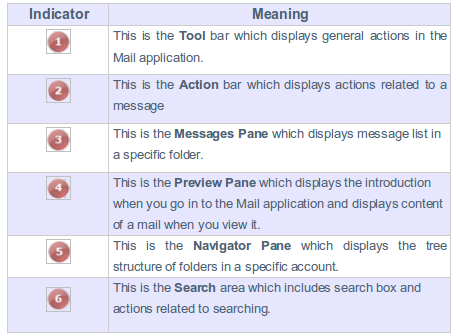 Indicator Meaning
1 This is the Tool bar which displays general actions in the
Mail application.
2 This is the Action bar which displays actions related to a
message
3 This is the Messages Pane which displays message list in
a specific folder.
4 This is the Preview Pane which displays the introduction
when you go in to the Mail application and displays content
of a mail when you view it.
5 This is the Navigator Pane which displays the tree
structure of folders in a specific account.
6 This is the Search area which includes search box and
actions related to searching.